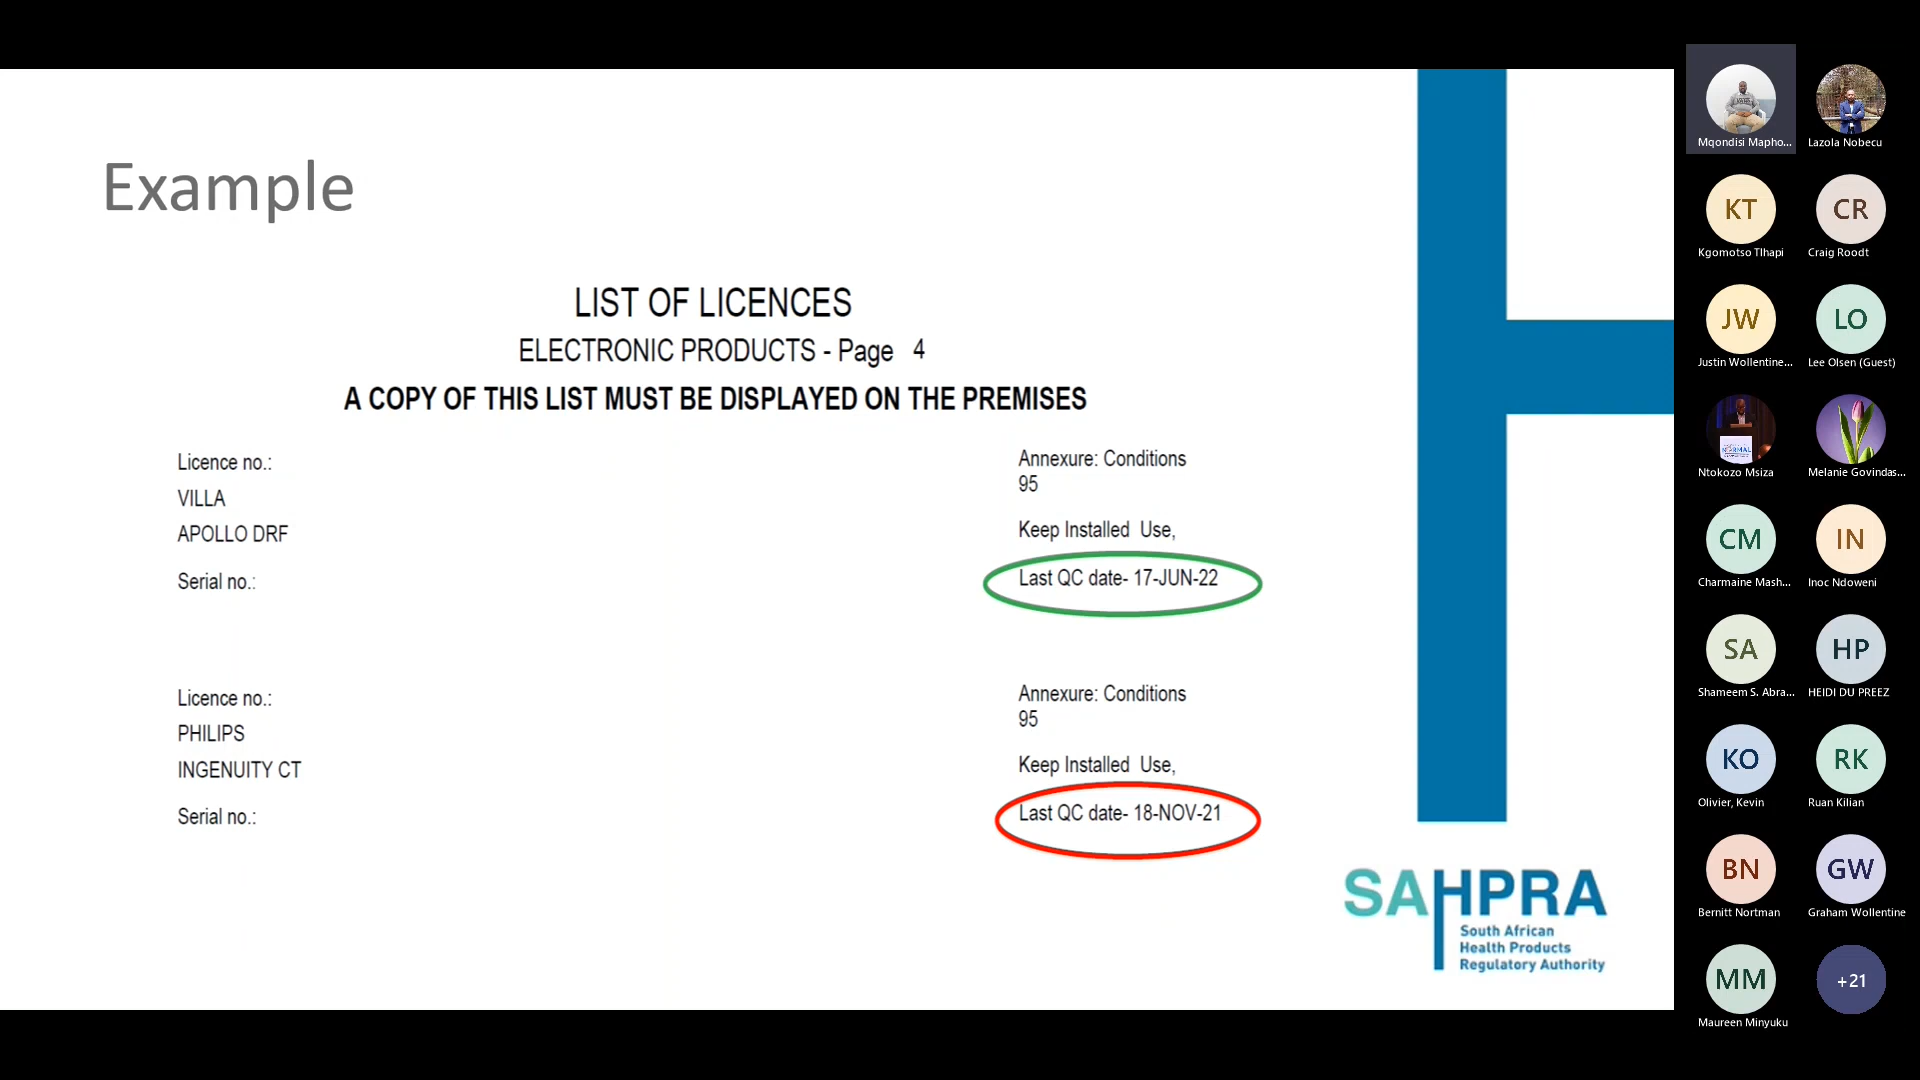 Example
LIST OF LICENCES
ELECTRONIC PRODUCTS - Page 4
A COPY OF THIS LIST MUST BE DISPLAYED ON THE PREMISES
Licence no.:
VILLA
APOLLO DRF
Serial no.:
Annexure: Conditions
95
Keep Installed Use,
Last QC date- 17-JUN-22
Licence no.:
PHILIPS
INGENUITY CT
Serial no.:
Annexure: Conditions
95
Keep Installed Use,
Last QC date- 18-NOV-21
SAHPRA
South African
Health Products
Regulatory Authority
Mqondisi Mapho...
Lazola Nobecu
KT
Kgomotso Tlhapi
CR
Craig Roodt
JW
Justin Wollentine...
LO
Lee Olsen (Guest)
Ntokozo Msiza
Melanie Govindas...
CM
Charmaine Mash...
IN
Inoc Ndoweni
SA
Shameem S. Abra...
HP
HEIDI DU PREEZ
KO
Olivier, Kevin
RK
Ruan Kilian
BN
Bernitt Nortman
GW
Graham Wollentine
MM
Maureen Minyuku
+21